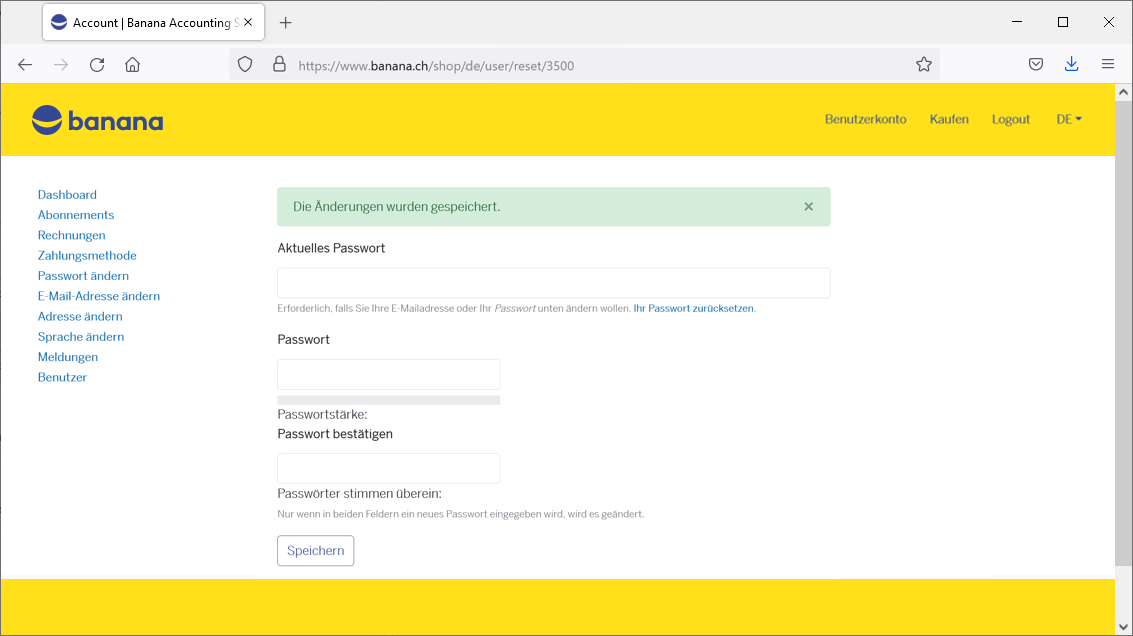 Account | Banana Accounting S
https://www.banana.ch/shop/de/user/reset/3500
banana
Benutzerkonto Kaufen Logout DE
Dashboard
Abonnements
Rechnungen
Zahlungsmethode
Passwort ändern
E-Mail-Adresse ändern
Adresse ändern
Sprache ändern
Meldungen
Benutzer
Die Änderungen wurden gespeichert. ×
Aktuelles Passwort
Erforderlich, falls Sie Ihre E-Mailadresse oder Ihr Passwort unten ändern wollen. Ihr Passwort zurücksetzen.
Passwort
Passwortstärke:
Passwort bestätigen
Passwörter stimmen überein:
Nur wenn in beiden Feldern ein neues Passwort eingegeben wird, wird es geändert.
Speichern